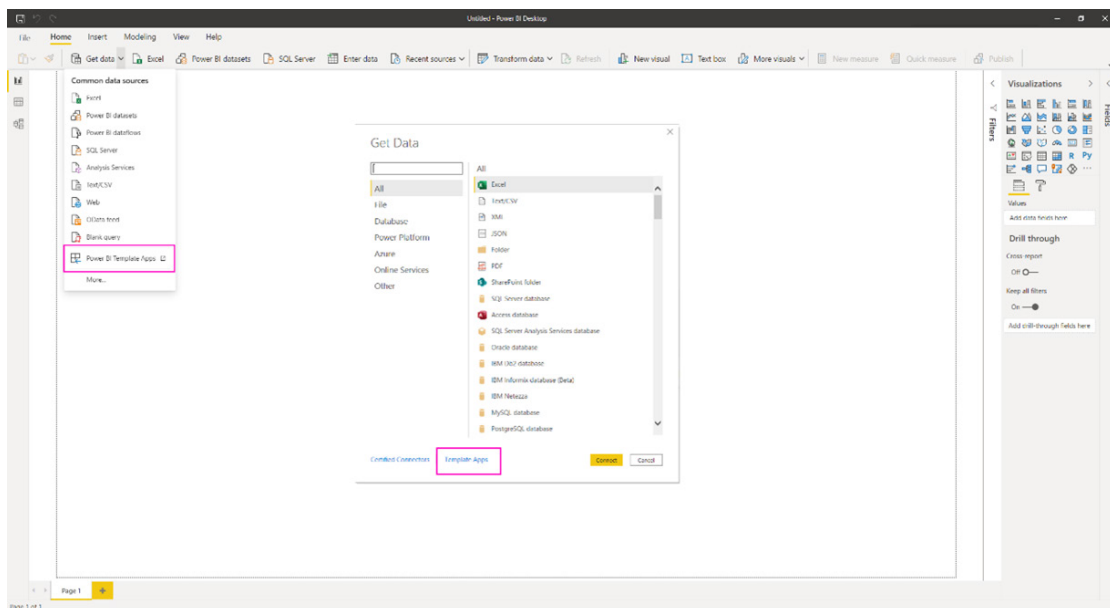 Untitled - Power BI Desktop
File Home Insert Modeling View Help
Get data Excel Power BI datasets SQL Server Enter data Recent sources Transform data Refresh New visual Text box More visuals New measure Quick measure Publish
Common data sources
Excel
Power BI datasets
Power BI dataflows
SQL Server
Analysis Services
Text/CSV
Web
OData feed
Blank query
Power BI Template Apps
More...
Get Data
All
File
Database
Power Platform
Azure
Online Services
Other
All
Excel
Text/CSV
XML
JSON
Folder
PDF
SharePoint folder
SQL Server database
Access database
SQL Server Analysis Services database
Oracle database
IBM Db2 database
IBM Informix database (Beta)
IBM Netezza
MySQL database
PostgreSQL database
Certified Connectors Template Apps
Connect Cancel
Filters
Visualizations
R Py
Values
Add data fields here
Drill through
Cross report
Off
Keep all filters
On
Add drill-through fields here
Fields
Page 1
Page 1 of 1